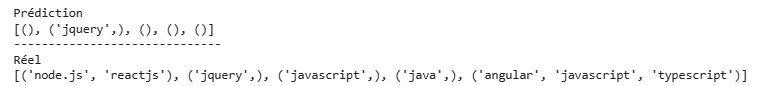 Prédiction
[(), ('jquery',), (), (), ()]
------------------------------
Réel
[('node.js', 'reactjs'), ('jquery',), ('javascript',), ('java',), ('angular', 'javascript', 'typescript')]